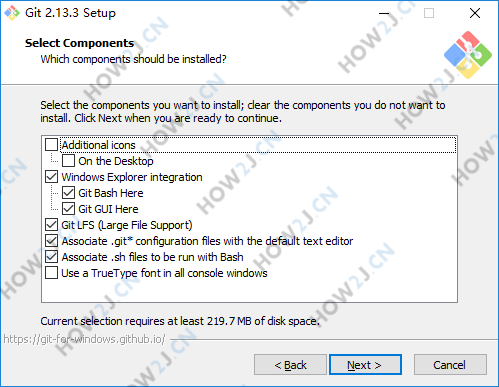 Git 2.13.3 Setup
Select Components
Which components should be installed?
Select the components you want to install; clear the components you do not want to
install. Click Next when you are ready to continue.
Additional icons
On the Desktop
Windows Explorer integration
Git Bash Here
Git GUI Here
Git LFS (Large File Support)
Associate .git* configuration files with the default text editor
Associate .sh files to be run with Bash
Use a TrueType font in all console windows
Current selection requires at least 219.7 MB of disk space.
https://git-for-windows.github.io/
< Back
Next >
Cancel
HOW2J.CN
HOW2J.CN
HOW2J.CN
HOW2J.CN
HOW2J.CN
HOW2J.CN
HOW2J.CN
HOW2J.CN